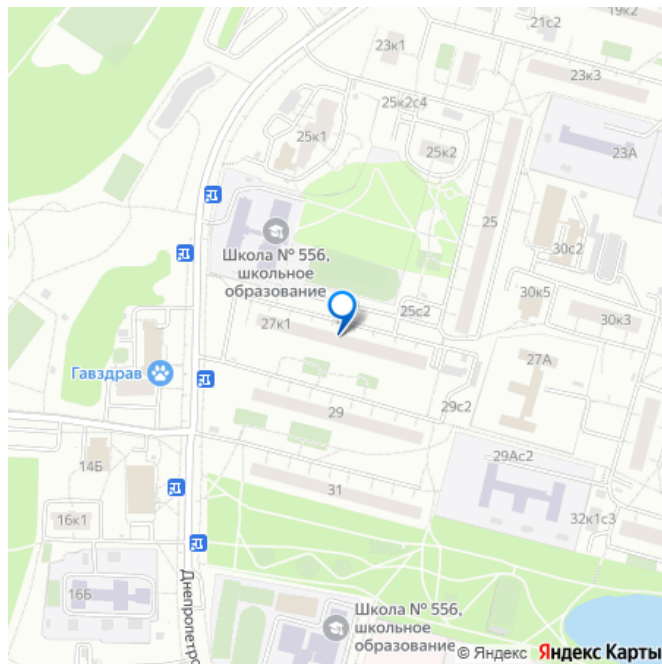 19к2
21с2
23к1
23к3
25к2с4
25к1
25к2
23А
25
Школа № 556,
школьное
образование
30с2
30к5
25с2
30к3
27к1
27А
Гавздрав
29с2
29
29Ас2
14Б
31
16к1
32к1с3
16Б
Днепропетро
Школа № 556,
школьное
образование
© Яндекс Яндекс Карты